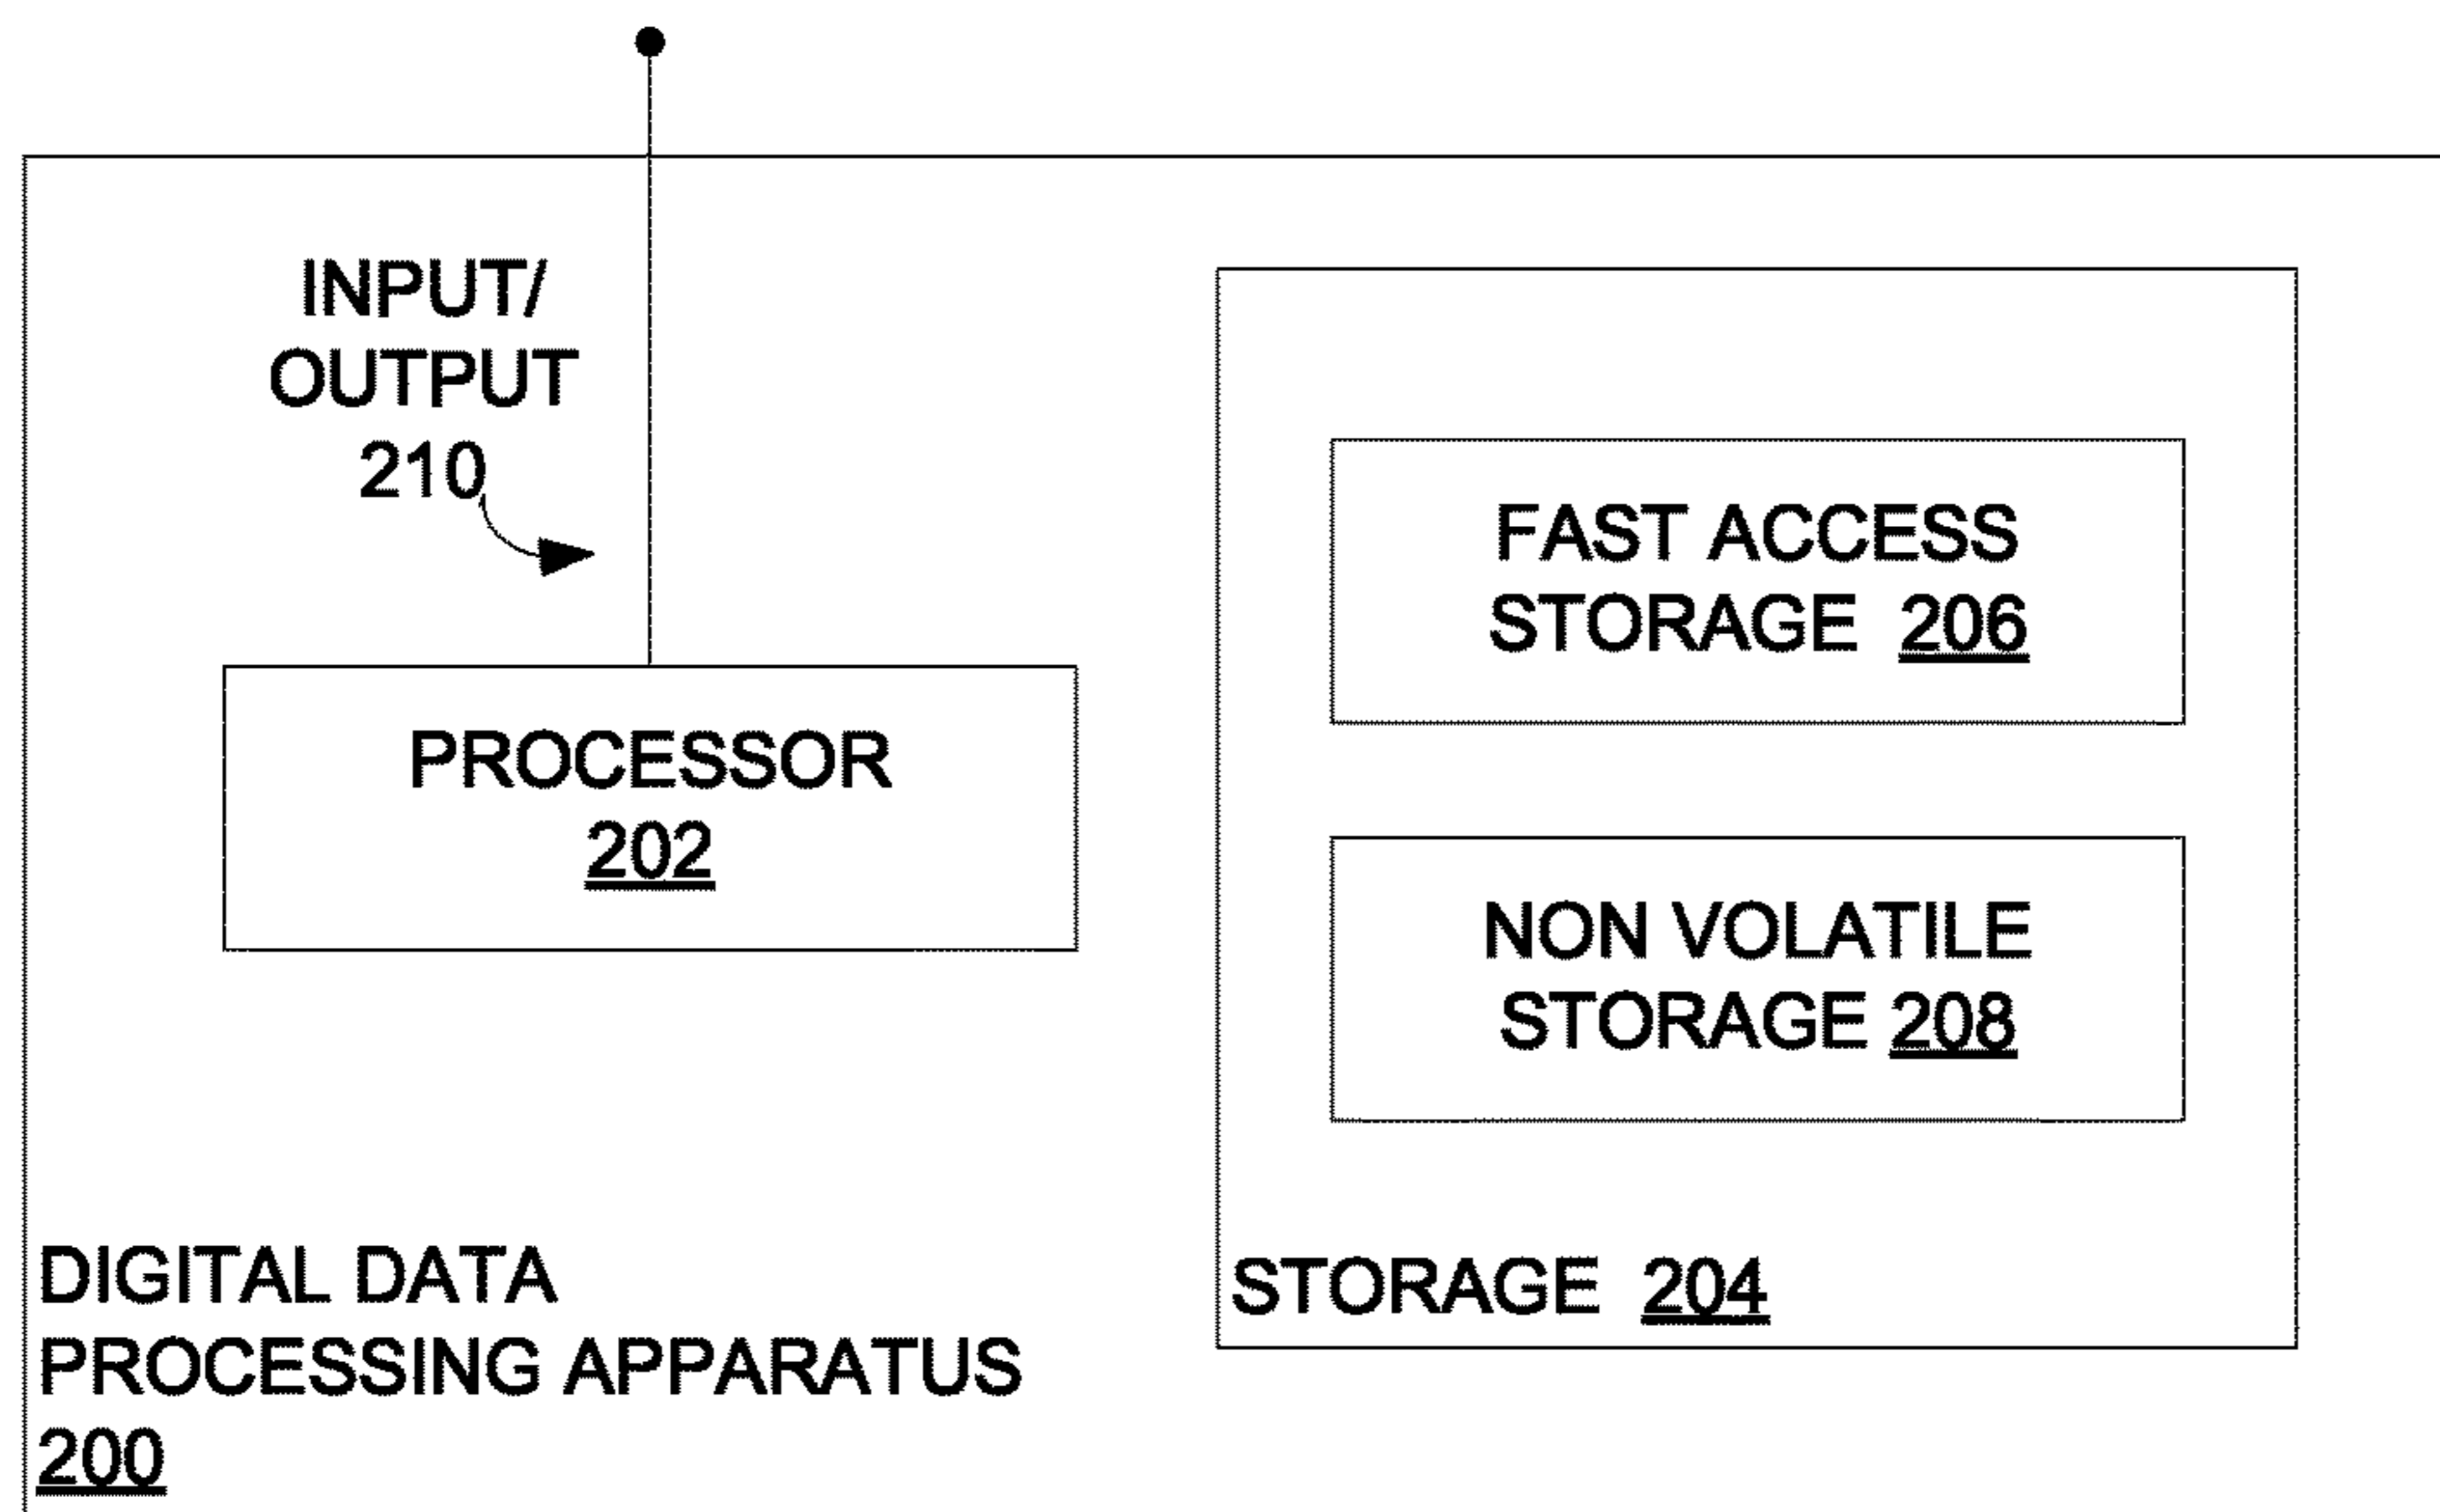 INPUT/
OUTPUT
210
PROCESSOR
202
FAST ACCESS
STORAGE 206
NON VOLATILE
STORAGE 208
STORAGE 204
DIGITAL DATA
PROCESSING APPARATUS
200